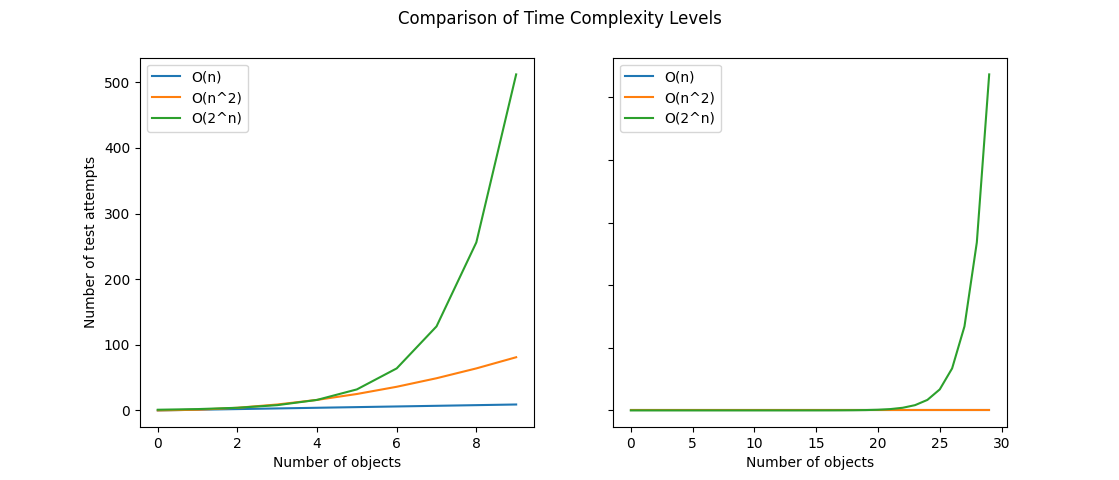 Comparison of Time Complexity Levels
Number of test attempts
500
400
300
200
100
0
O(n)
O(n^2)
O(2^n)
0 2 4 6 8
Number of objects
O(n)
O(n^2)
O(2^n)
0 5 10 15 20 25 30
Number of objects